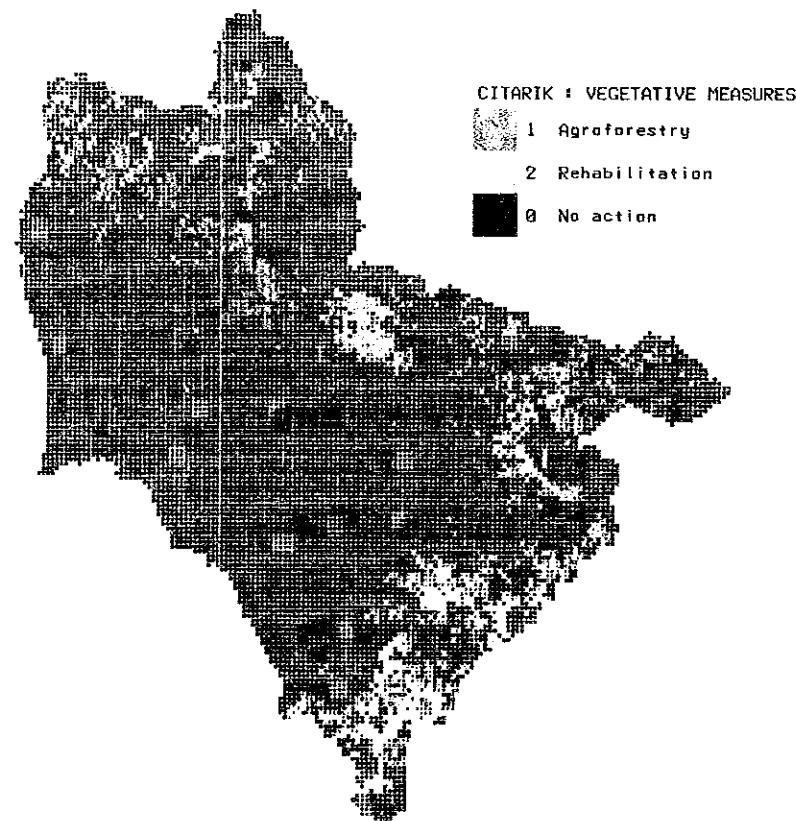 CITARIK : VEGETATIVE MEASURES
1 Agroforestry
2 Rehabilitation
0 No action